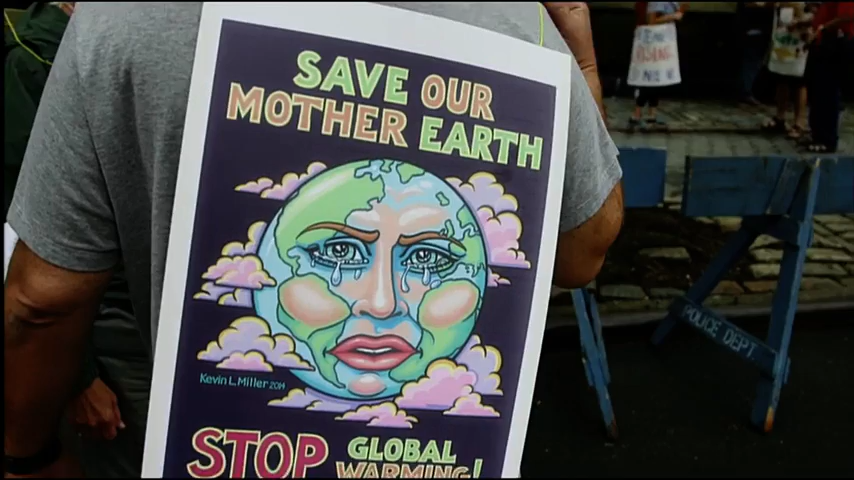 SAVE OUR
MOTHER EARTH
Kevin L. Miller 2014
STOP GLOBAL
WARMING!
POLICE DEPT.